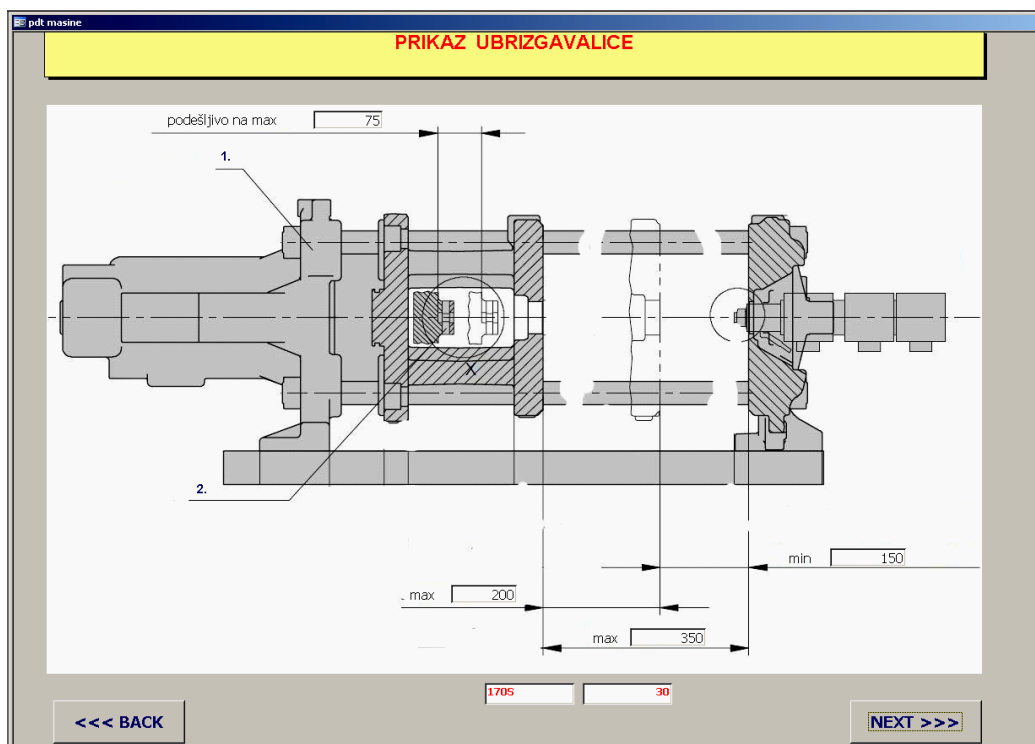 pdt masine
PRIKAZ UBRIZGAVALICE
podešljivo na max 75
1.
X
2.
min 150
. max 200
max 350
170S 30
<<< BACK NEXT >>>